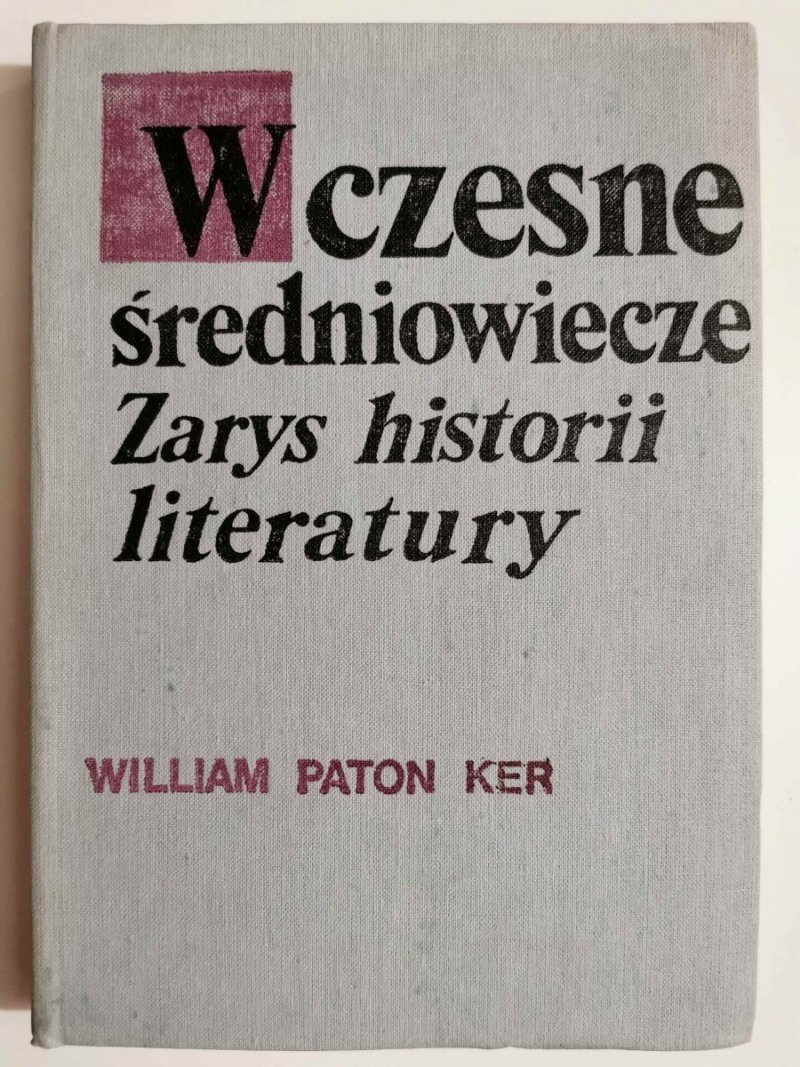 Wczesne
średniowiecze
Zarys historii
literatury
WILLIAM PATON KER